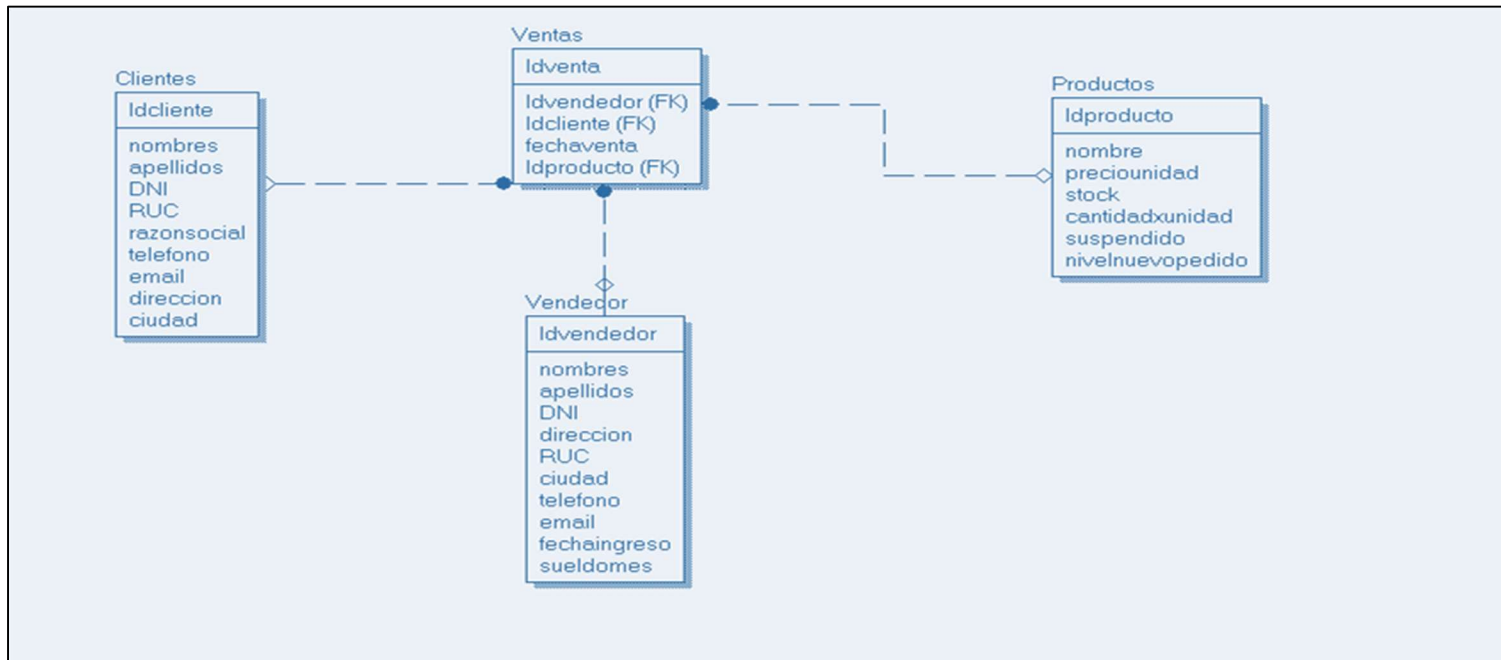 Clientes
Idcliente
nombres
apellidos
DNI
RUC
razonsocial
telefono
email
direccion
ciudad
Ventas
Idventa
Idvendedor (FK)
Idcliente (FK)
fechaventa
Idproducto (FK)
Vendedor
Idvendedor
nombres
apellidos
DNI
direccion
RUC
ciudad
telefono
email
fechaingreso
sueldomes
Productos
Idproducto
nombre
preciounidad
stock
cantidadxunidad
suspendido
nivelnuevopedido